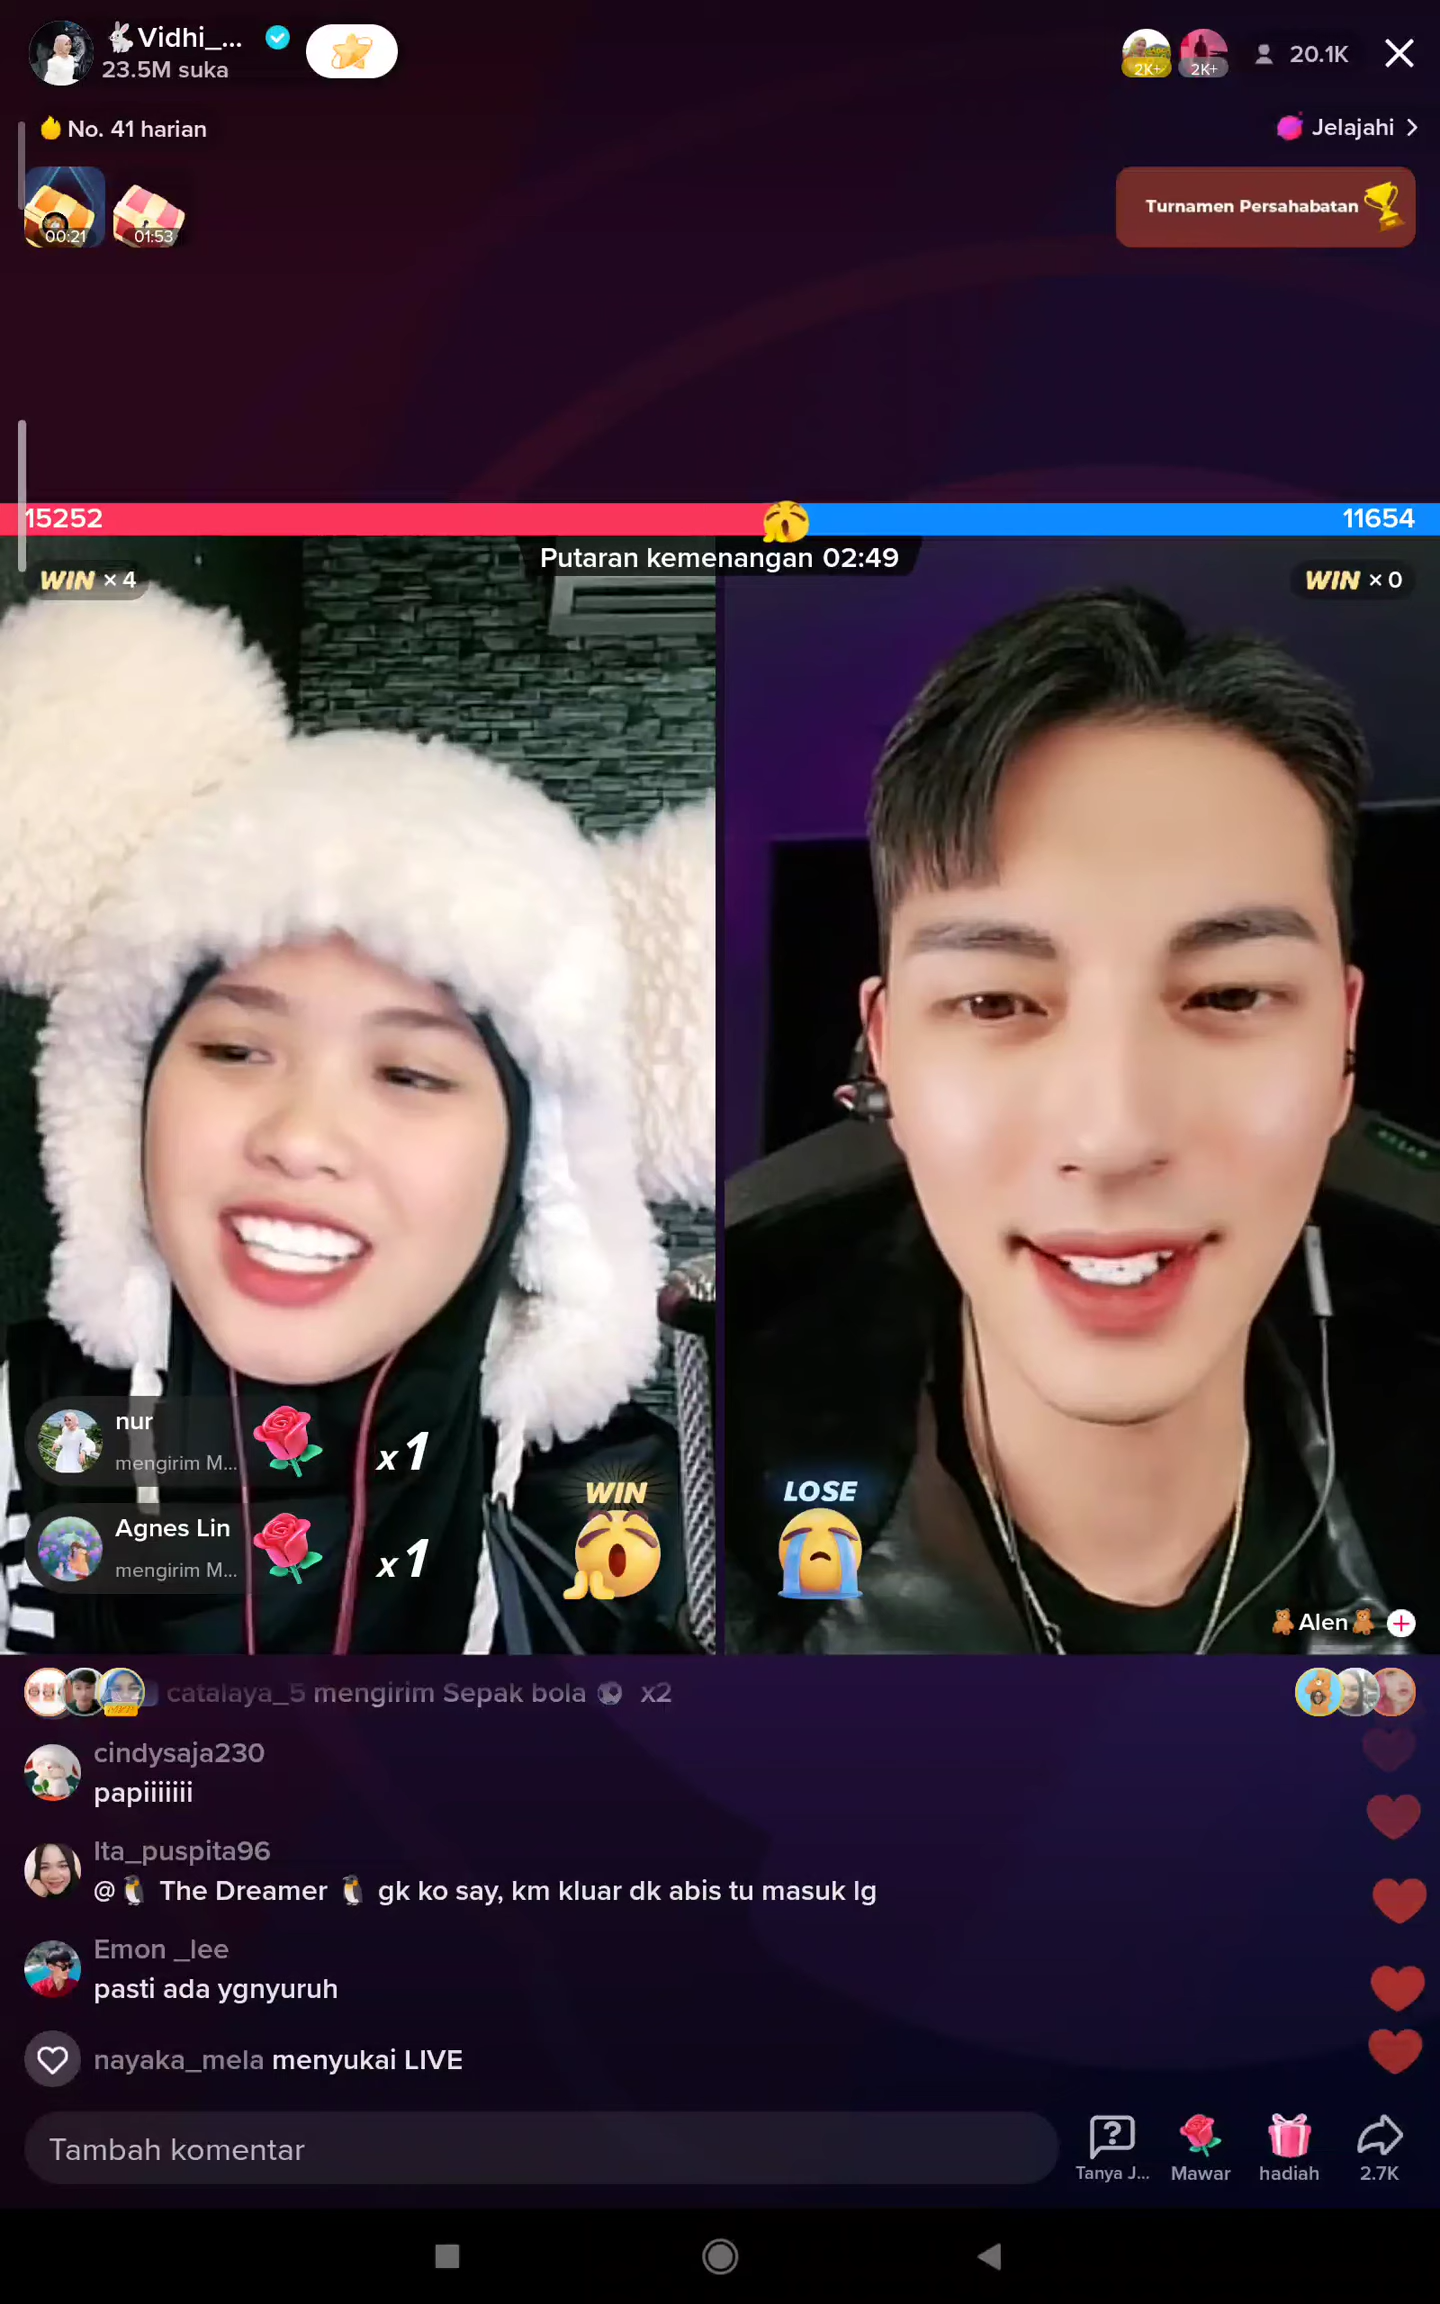 Vidhi_...
23.5M suka
2K+
2K+
20.1K
No. 41 harian
Jelajahi
00:21
01:53
Turnamen Persahabatan
15252
11654
Putaran kemenangan 02:49
WIN × 4
WIN × 0
nur
mengirim M...
x1
Agnes Lin
mengirim M...
x1
WIN
LOSE
Alen
catalaya_5 mengirim Sepak bola x2
cindysaja230
papiiiiiii
Ita_puspita96
@🐧 The Dreamer 🐧 gk ko say, km kluar dk abis tu masuk lg
Emon _lee
pasti ada ygnyuruh
nayaka_mela menyukai LIVE
Tambah komentar
Tanya J...
Mawar
hadiah
2.7K